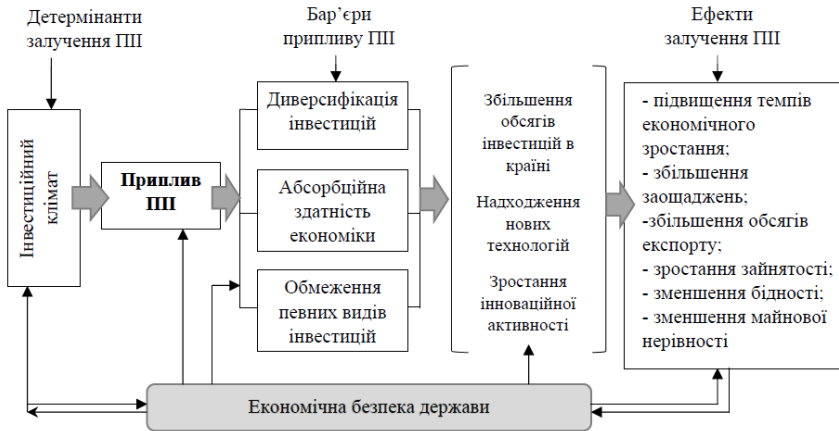 Детермінанти
залучення ПІІ
Бар’єри
припливу ПІІ
Ефекти
залучення ПІІ
Інвестиційний
клімат
Приплив
ПІІ
Диверсифікація
інвестицій
Абсорбційна
здатність
економіки
Обмеження
певних видів
інвестицій
Збільшення
обсягів
інвестицій в
країні
Надходження
нових
технологій
Зростання
інноваційної
активності
- підвищення темпів
економічного
зростання;
- збільшення
заощаджень;
-збільшення обсягів
експорту;
- зростання зайнятості;
- зменшення бідності;
- зменшення майнової
нерівності
Економічна безпека держави